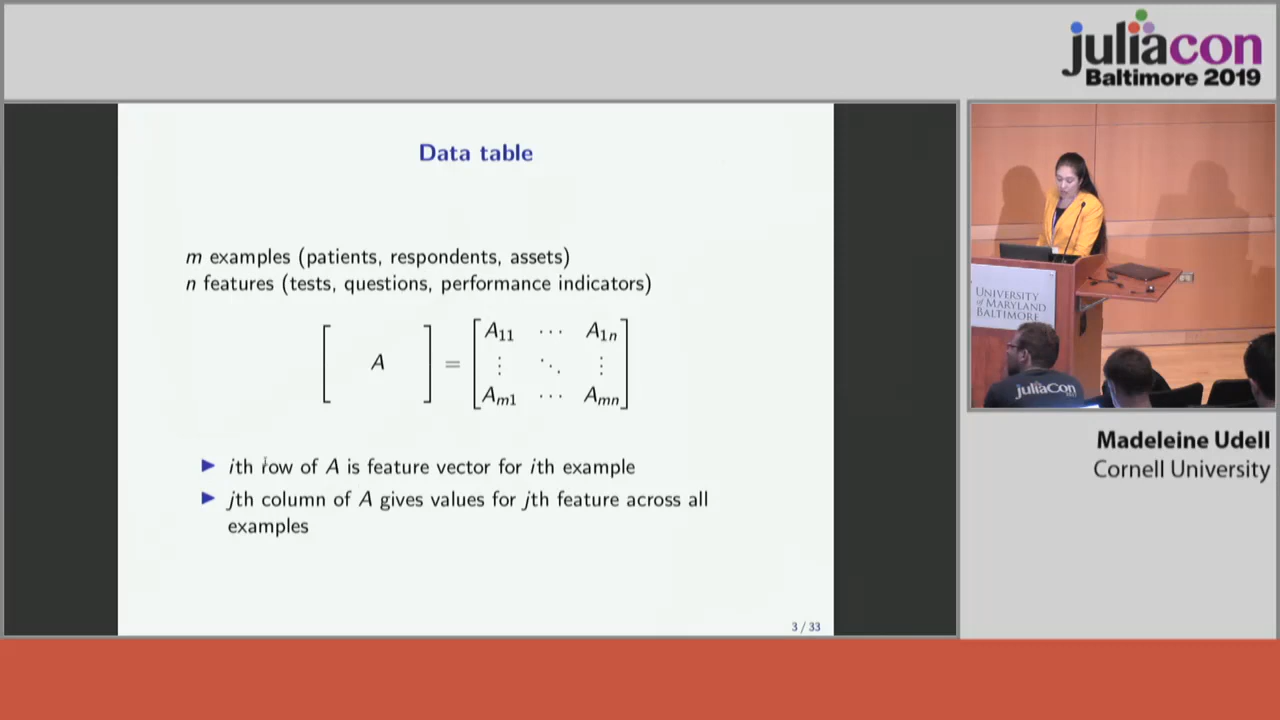 juliacon
Baltimore 2019
Data table
m examples (patients, respondents, assets)
n features (tests, questions, performance indicators)
[ A ] = [ A11 ⋯ A1n
⋮ ⋱ ⋮
Am1 ⋯ Amn ]
▶ ith row of A is feature vector for ith example
▶ jth column of A gives values for jth feature across all
examples
3 / 33
UNIVERSITY
OF MARYLAND
BALTIMORE
juliaCon
Madeleine Udell
Cornell University